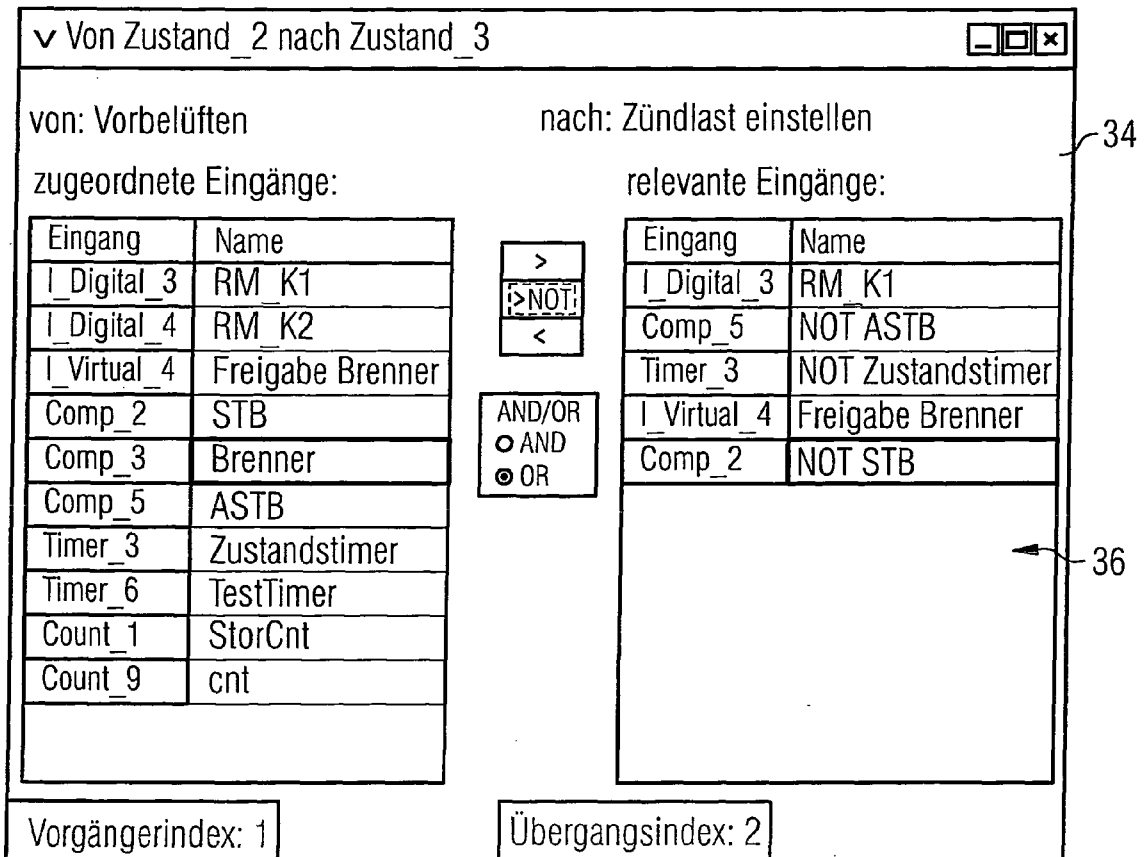 v Von Zustand_2 nach Zustand_3
von: Vorbelüften nach: Zündlast einstellen
34
zugeordnete Eingänge: relevante Eingänge:
Eingang Name
I_Digital_3 RM_K1
I_Digital_4 RM_K2
I_Virtual_4 Freigabe Brenner
Comp_2 STB
Comp_3 Brenner
Comp_5 ASTB
Timer_3 Zustandstimer
Timer_6 TestTimer
Count_1 StorCnt
Count_9 cnt
>
>NOT
<
AND/OR
AND
OR
Eingang Name
I_Digital_3 RM_K1
Comp_5 NOT ASTB
Timer_3 NOT Zustandstimer
I_Virtual_4 Freigabe Brenner
Comp_2 NOT STB
36
Vorgängerindex: 1 Übergangsindex: 2